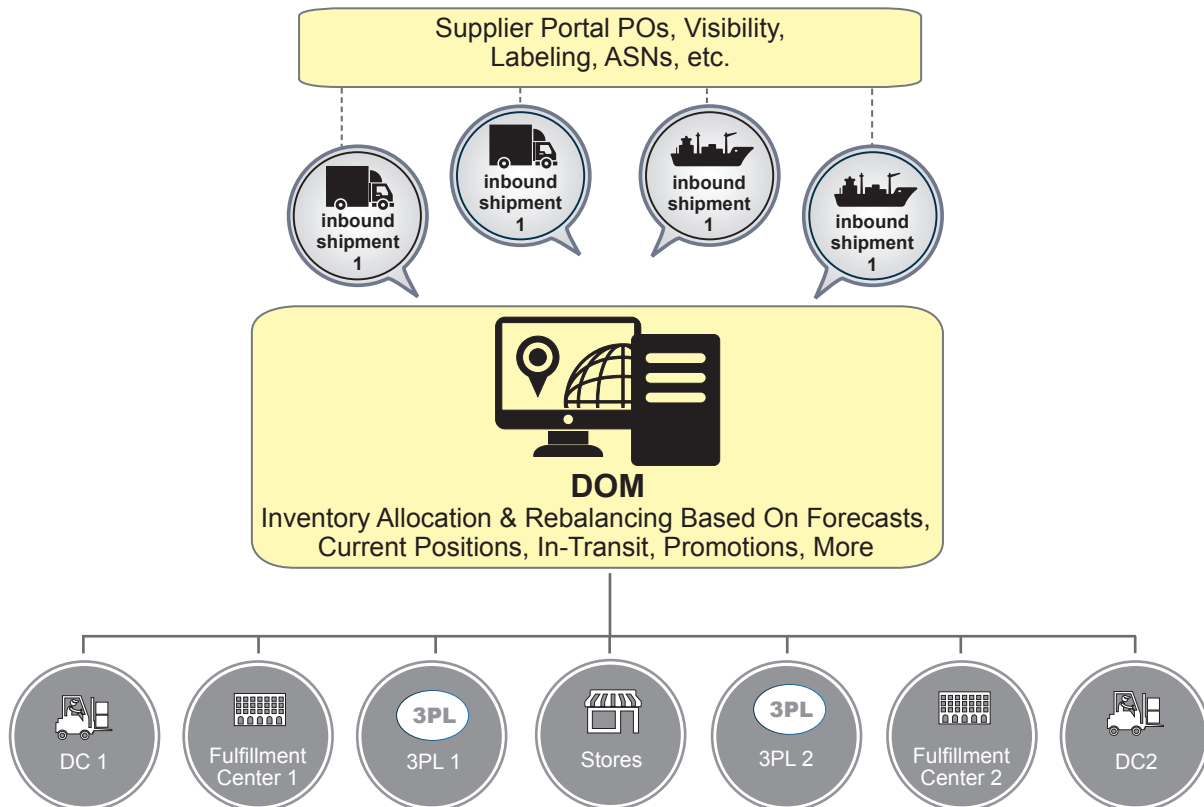 Supplier Portal POs, Visibility,
Labeling, ASNs, etc.
inbound
shipment
1
inbound
shipment
1
inbound
shipment
1
inbound
shipment
1
DOM
Inventory Allocation & Rebalancing Based On Forecasts,
Current Positions, In-Transit, Promotions, More
DC 1
Fulfillment
Center 1
3PL
3PL 1
Stores
3PL
3PL 2
Fulfillment
Center 2
DC2